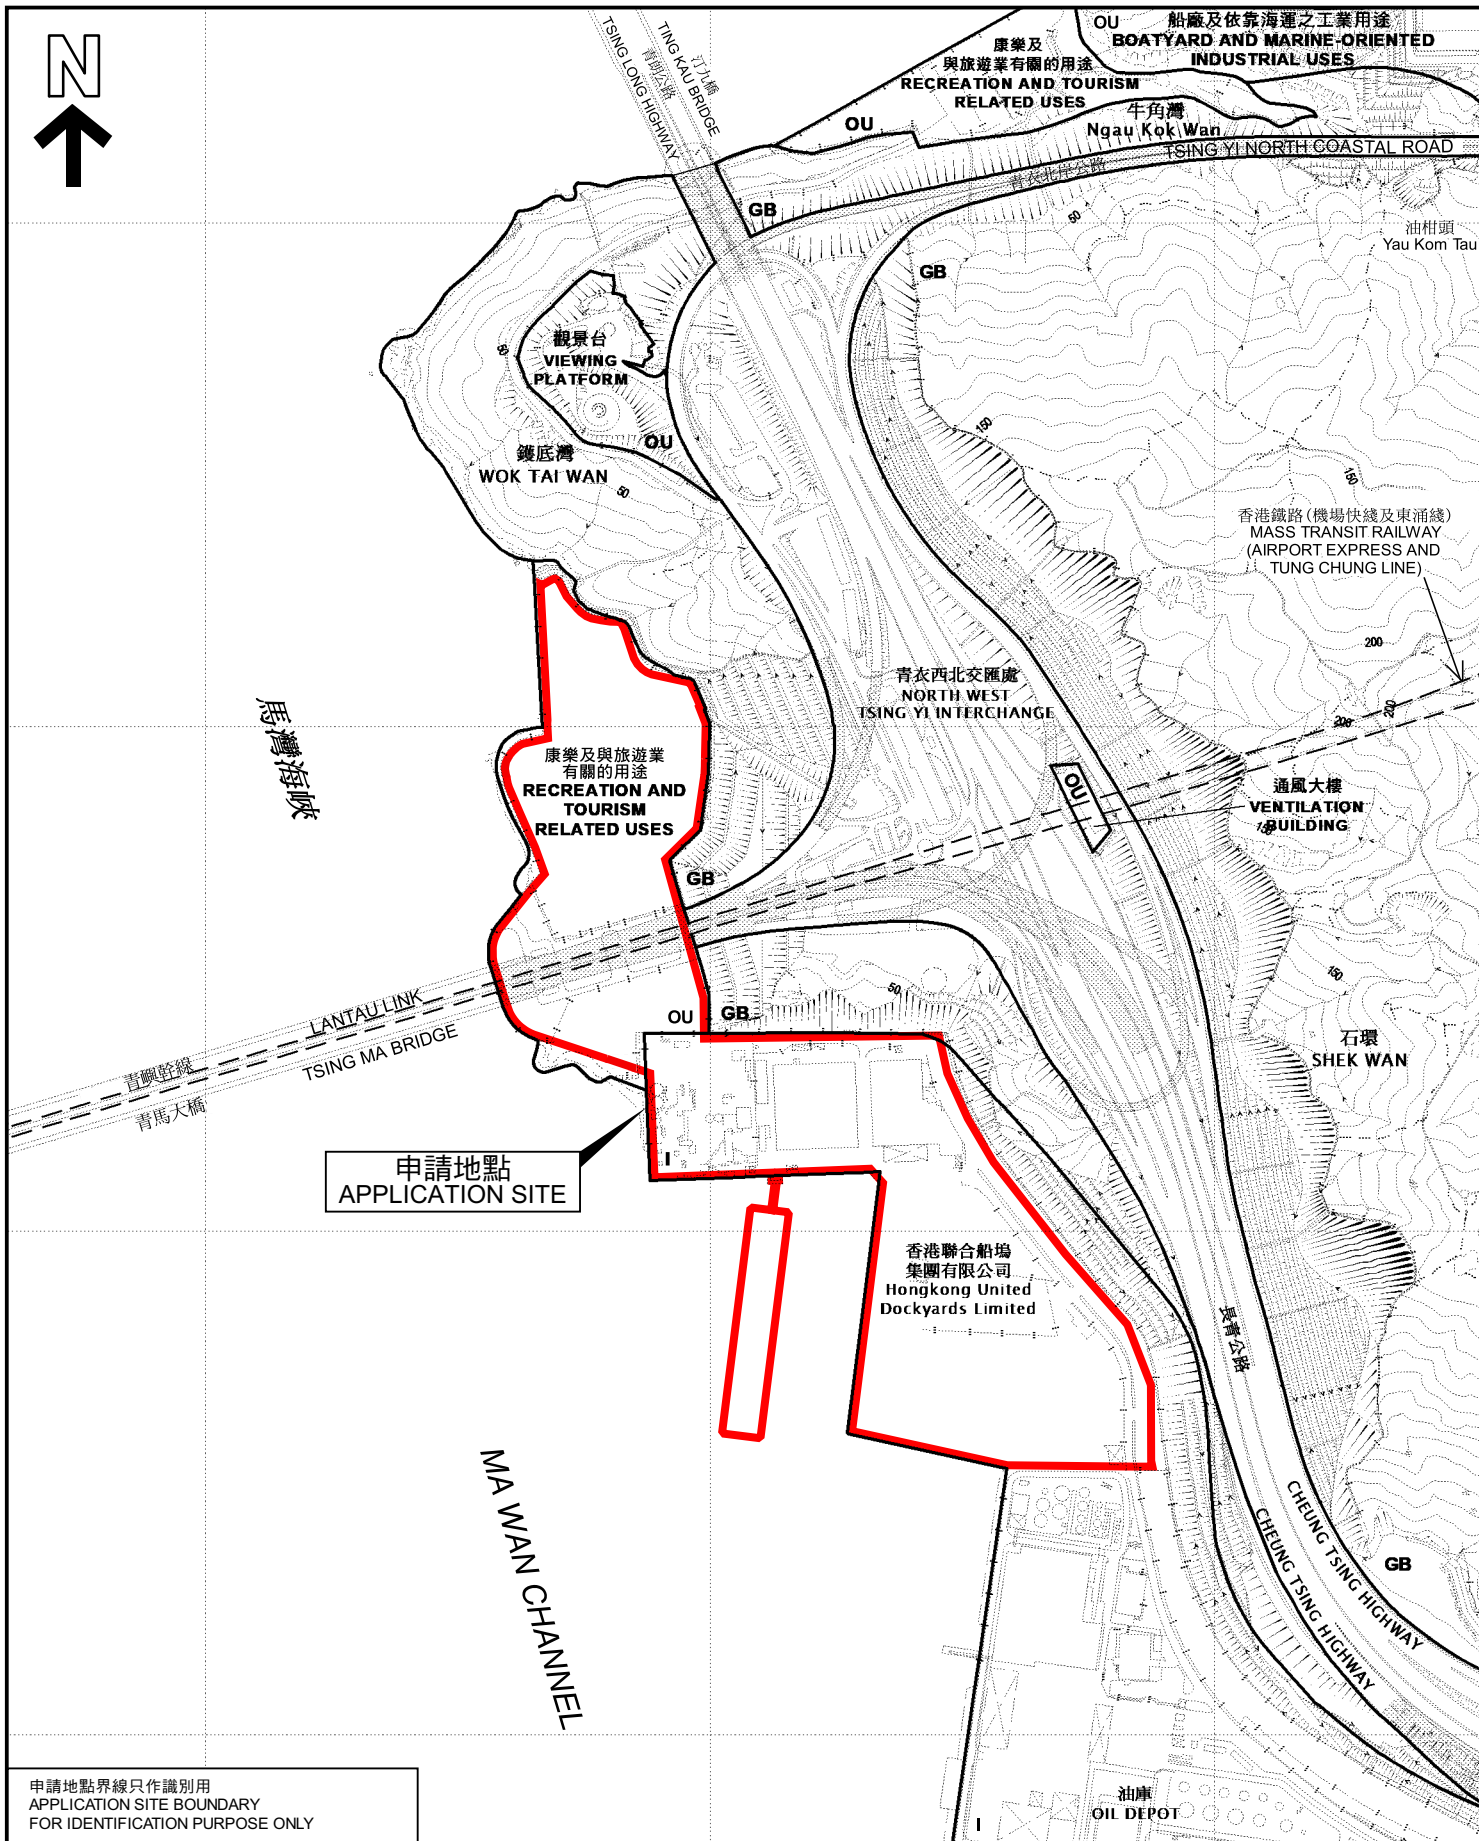 N
TSING LONG HIGHWAY
青朗公路
汀九橋
TING KAU BRIDGE
康樂及
與旅遊業有關的用途
RECREATION AND TOURISM
RELATED USES
OU
OU
船廠及依靠海運之工業用途
BOATYARD AND MARINE-ORIENTED
INDUSTRIAL USES
牛角灣
Ngau Kok Wan
TSING YI NORTH COASTAL ROAD
青衣北岸公路
GB
50
油柑頭
Yau Kom Tau
GB
觀景台
VIEWING
PLATFORM
50
OU
鑊底灣
WOK TAI WAN
50
150
150
香港鐵路(機場快綫及東涌綫)
MASS TRANSIT RAILWAY
(AIRPORT EXPRESS AND
TUNG CHUNG LINE)
200
200
200
青衣西北交匯處
NORTH WEST
TSING YI INTERCHANGE
馬灣海峽
康樂及與旅遊業
有關的用途
RECREATION AND
TOURISM
RELATED USES
OU
通風大樓
VENTILATION
BUILDING
150
GB
50
150
LANTAU LINK
青嶼幹線
TSING MA BRIDGE
青馬大橋
OU
GB
石環
SHEK WAN
申請地點
APPLICATION SITE
I
香港聯合船塢
集團有限公司
Hongkong United
Dockyards Limited
長青公路
MA WAN CHANNEL
CHEUNG TSING HIGHWAY
CHEUNG TSING HIGHWAY
GB
油庫
OIL DEPOT
I
申請地點界線只作識別用
APPLICATION SITE BOUNDARY
FOR IDENTIFICATION PURPOSE ONLY